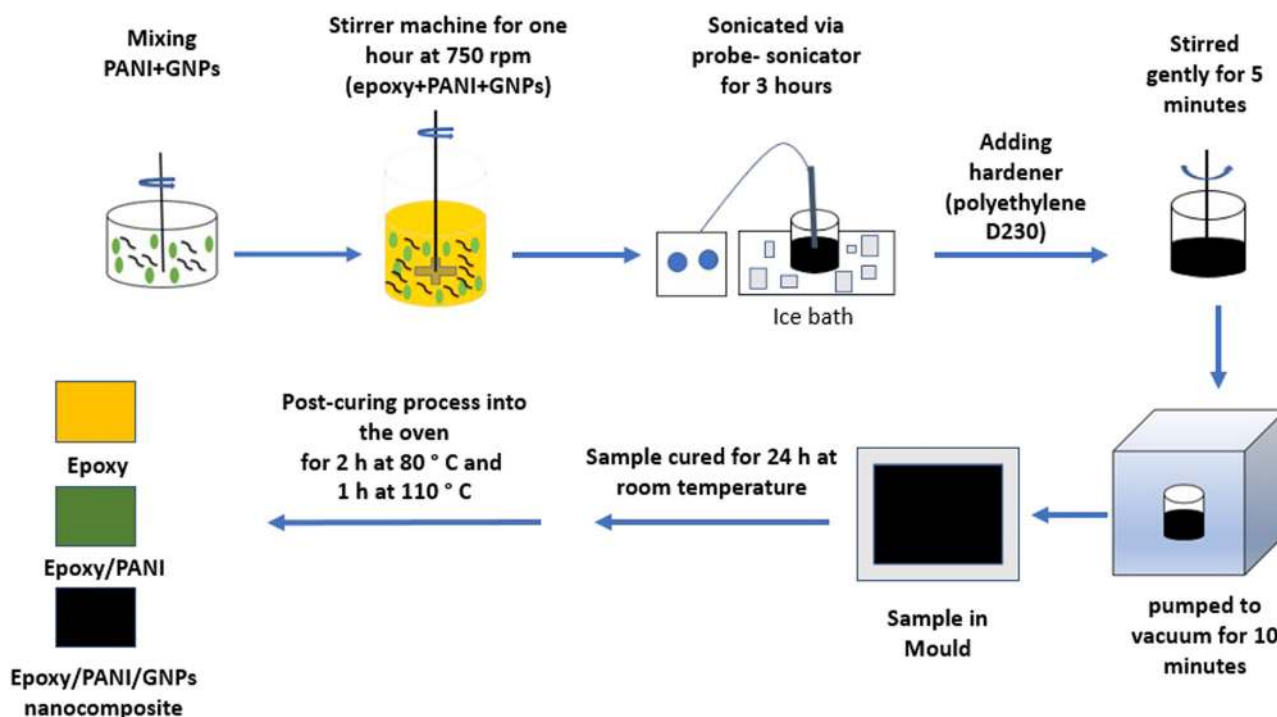 Mixing
PANI+GNPs
Stirrer machine for one
hour at 750 rpm
(epoxy+PANI+GNPs)
Sonicated via
probe- sonicator
for 3 hours
Ice bath
Adding
hardener
(polyethylene
D230)
Stirred
gently for 5
minutes
pumped to
vacuum for 10
minutes
Sample in
Mould
Sample cured for 24 h at
room temperature
Post-curing process into
the oven
for 2 h at 80 ° C and
1 h at 110 ° C
Epoxy
Epoxy/PANI
Epoxy/PANI/GNPs
nanocomposite